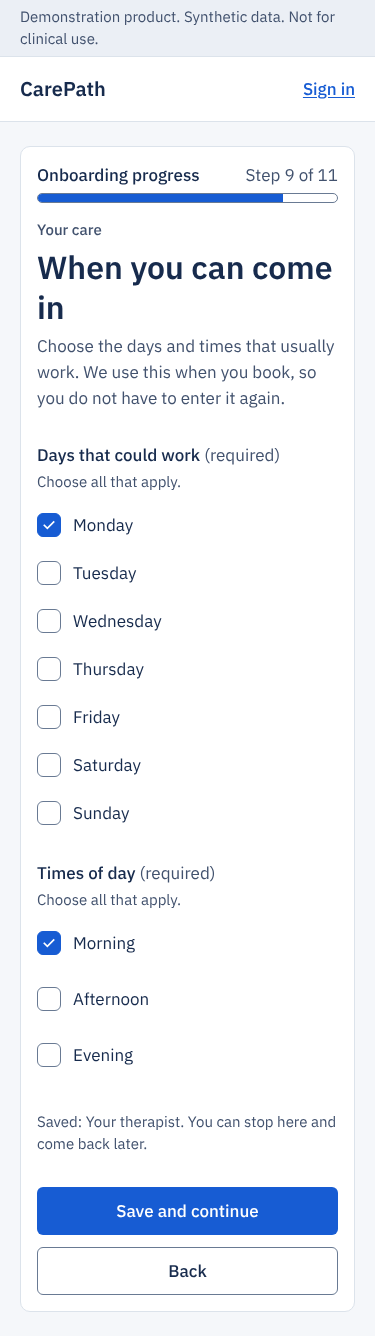 Demonstration product. Synthetic data. Not for
clinical use.
CarePath
Sign in
Onboarding progress
Step 9 of 11
Your care
When you can come
in
Choose the days and times that usually
work. We use this when you book, so
you do not have to enter it again.
Days that could work (required)
Choose all that apply.
Monday
Tuesday
Wednesday
Thursday
Friday
Saturday
Sunday
Times of day (required)
Choose all that apply.
Morning
Afternoon
Evening
Saved: Your therapist. You can stop here and
come back later.
Save and continue
Back